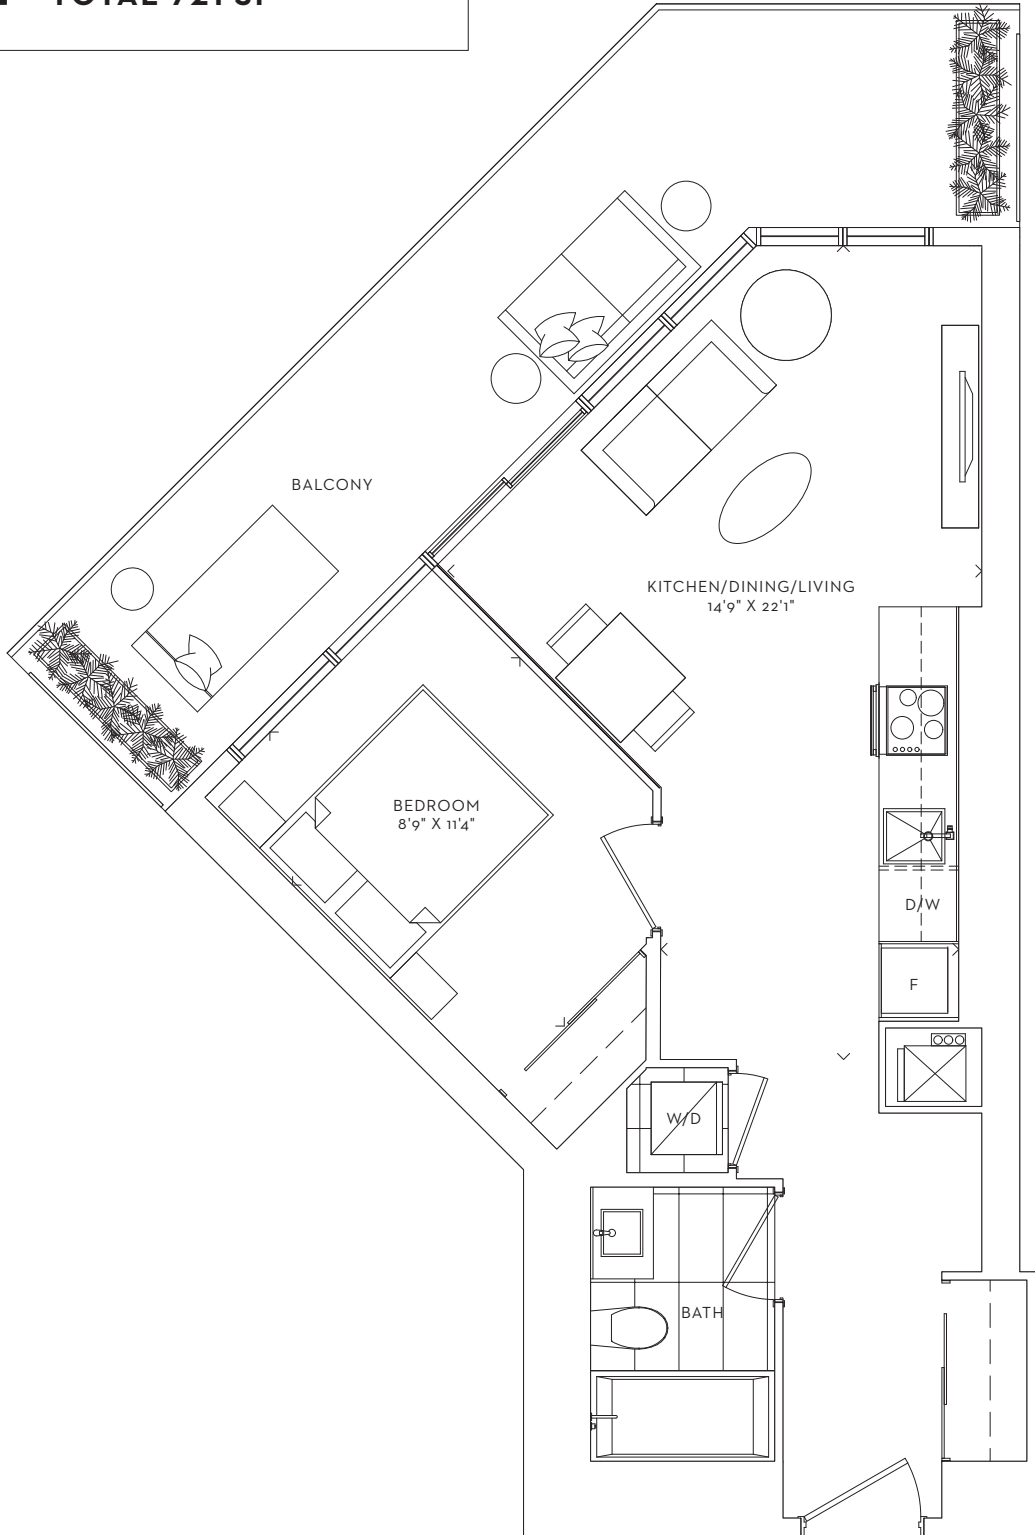 TOTAL 721 SF
BALCONY
KITCHEN/DINING/LIVING
14'9" X 22'1"
BEDROOM
8'9" X 11'4"
D/W
F
W/D
BATH